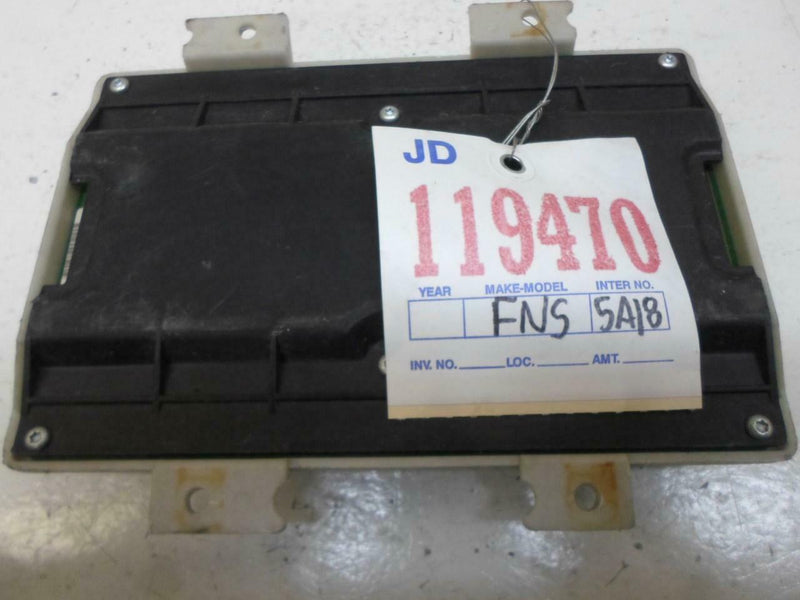 JD
119470
YEAR MAKE-MODEL INTER NO.
FNS 5A18
INV. NO. LOC. AMT.